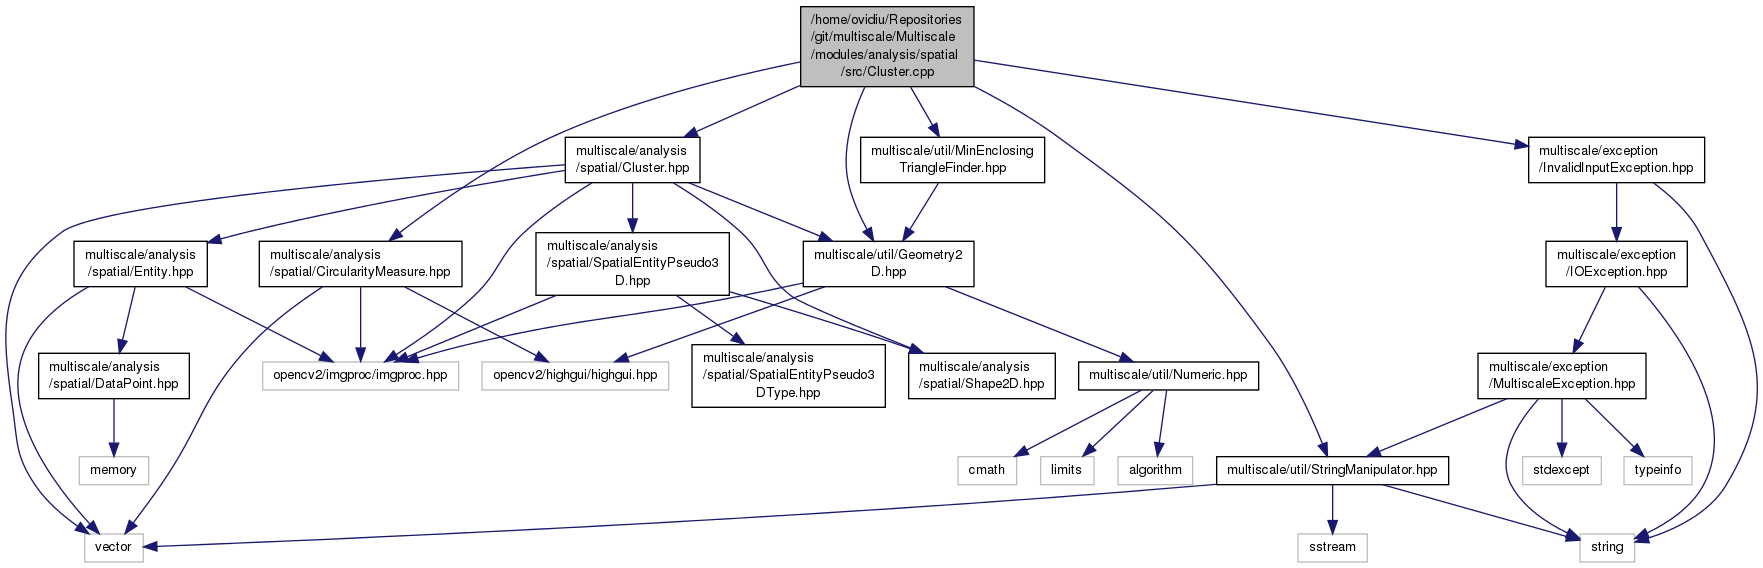 /home/ovidiu/Repositories
/git/multiscale/Multiscale
/modules/analysis/spatial
/src/Cluster.cpp
multiscale/analysis
/spatial/Cluster.hpp
multiscale/util/MinEnclosing
TriangleFinder.hpp
multiscale/exception
/InvalidInputException.hpp
multiscale/analysis
/spatial/Entity.hpp
multiscale/analysis
/spatial/CircularityMeasure.hpp
multiscale/analysis
/spatial/SpatialEntityPseudo3
D.hpp
multiscale/util/Geometry2
D.hpp
multiscale/exception
/IOException.hpp
multiscale/analysis
/spatial/DataPoint.hpp
opencv2/imgproc/imgproc.hpp
opencv2/highgui/highgui.hpp
multiscale/analysis
/spatial/SpatialEntityPseudo3
DType.hpp
multiscale/analysis
/spatial/Shape2D.hpp
multiscale/util/Numeric.hpp
multiscale/exception
/MultiscaleException.hpp
memory
cmath
limits
algorithm
multiscale/util/StringManipulator.hpp
stdexcept
typeinfo
vector
sstream
string